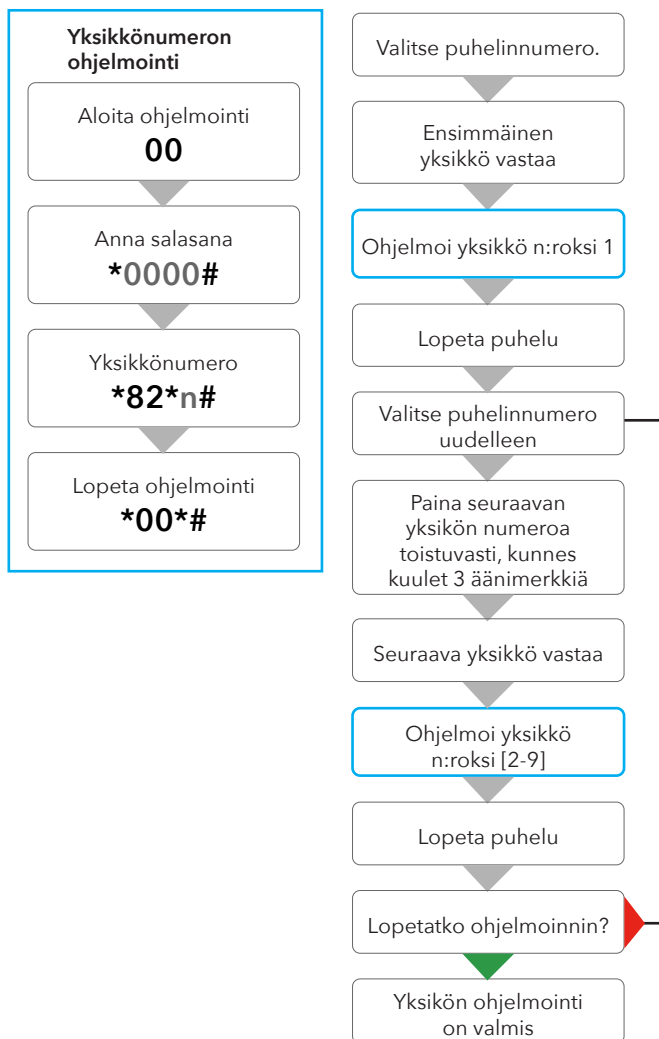 Yksikkönumeron
ohjelmointi
Aloita ohjelmointi
00
Anna salasana
*0000#
Yksikkönumero
*82*n#
Lopeta ohjelmointi
*00*#
Valitse puhelinnumero.
Ensimmäinen
yksikkö vastaa
Ohjelmoi yksikkö n:roksi 1
Lopeta puhelu
Valitse puhelinnumero
uudelleen
Paina seuraavan
yksikön numeroa
toistuvasti, kunnes
kuulet 3 äänimerkkiä
Seuraava yksikkö vastaa
Ohjelmoi yksikkö
n:roksi [2-9]
Lopeta puhelu
Lopetatko ohjelmoinnin?
Yksikön ohjelmointi
on valmis